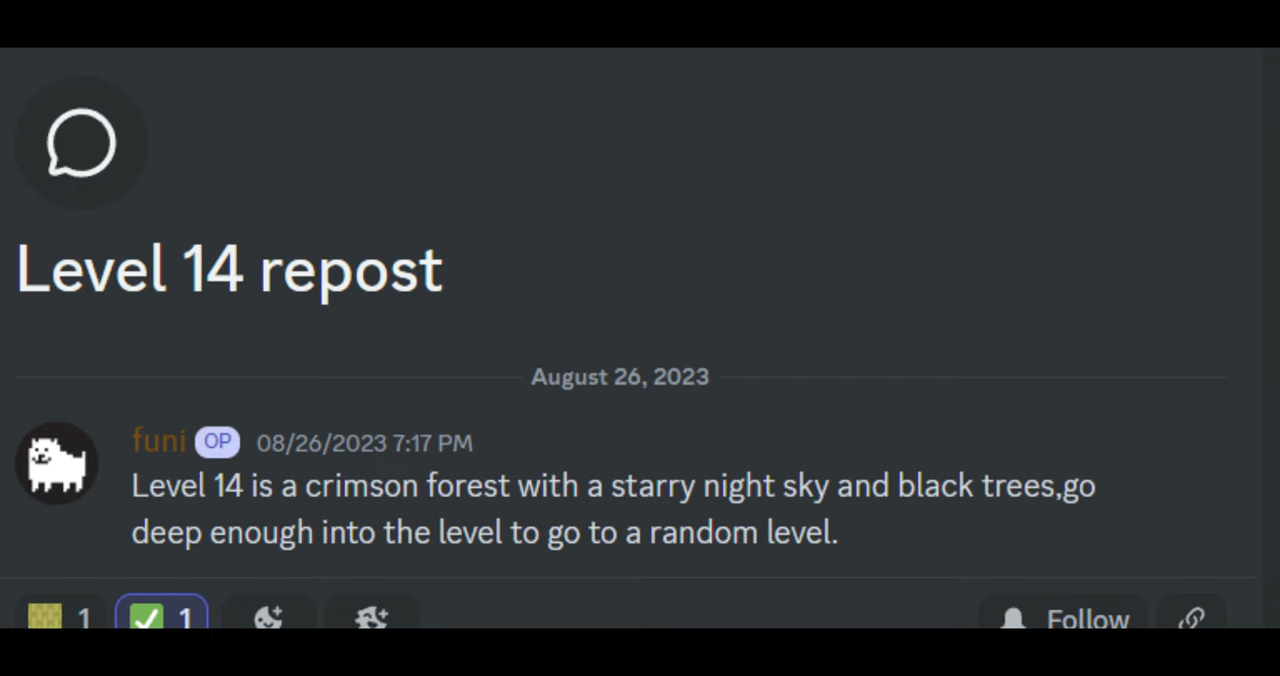 Level 14 repost
August 26, 2023
funi OP 08/26/2023 7:17 PM
Level 14 is a crimson forest with a starry night sky and black trees,go
deep enough into the level to go to a random level.
1 1 Follow